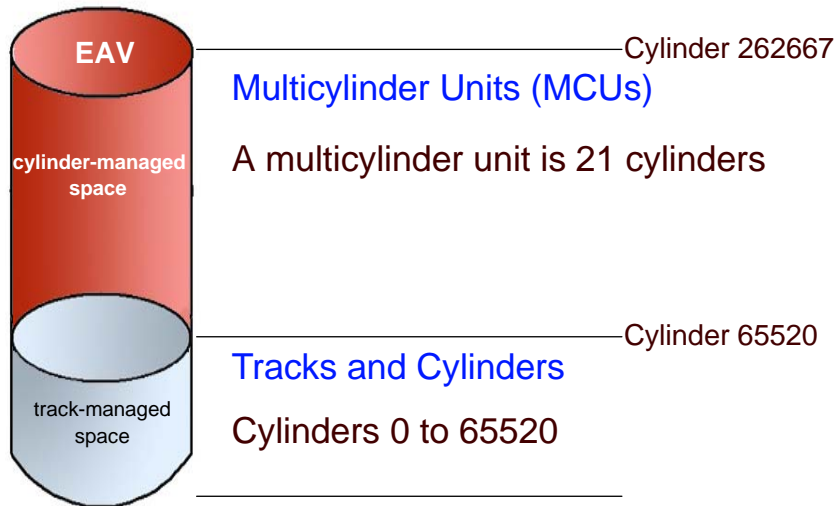 EAV
Cylinder 262667
Multicylinder Units (MCUs)
cylinder-managed
space
A multicylinder unit is 21 cylinders
Cylinder 65520
Tracks and Cylinders
track-managed
space
Cylinders 0 to 65520